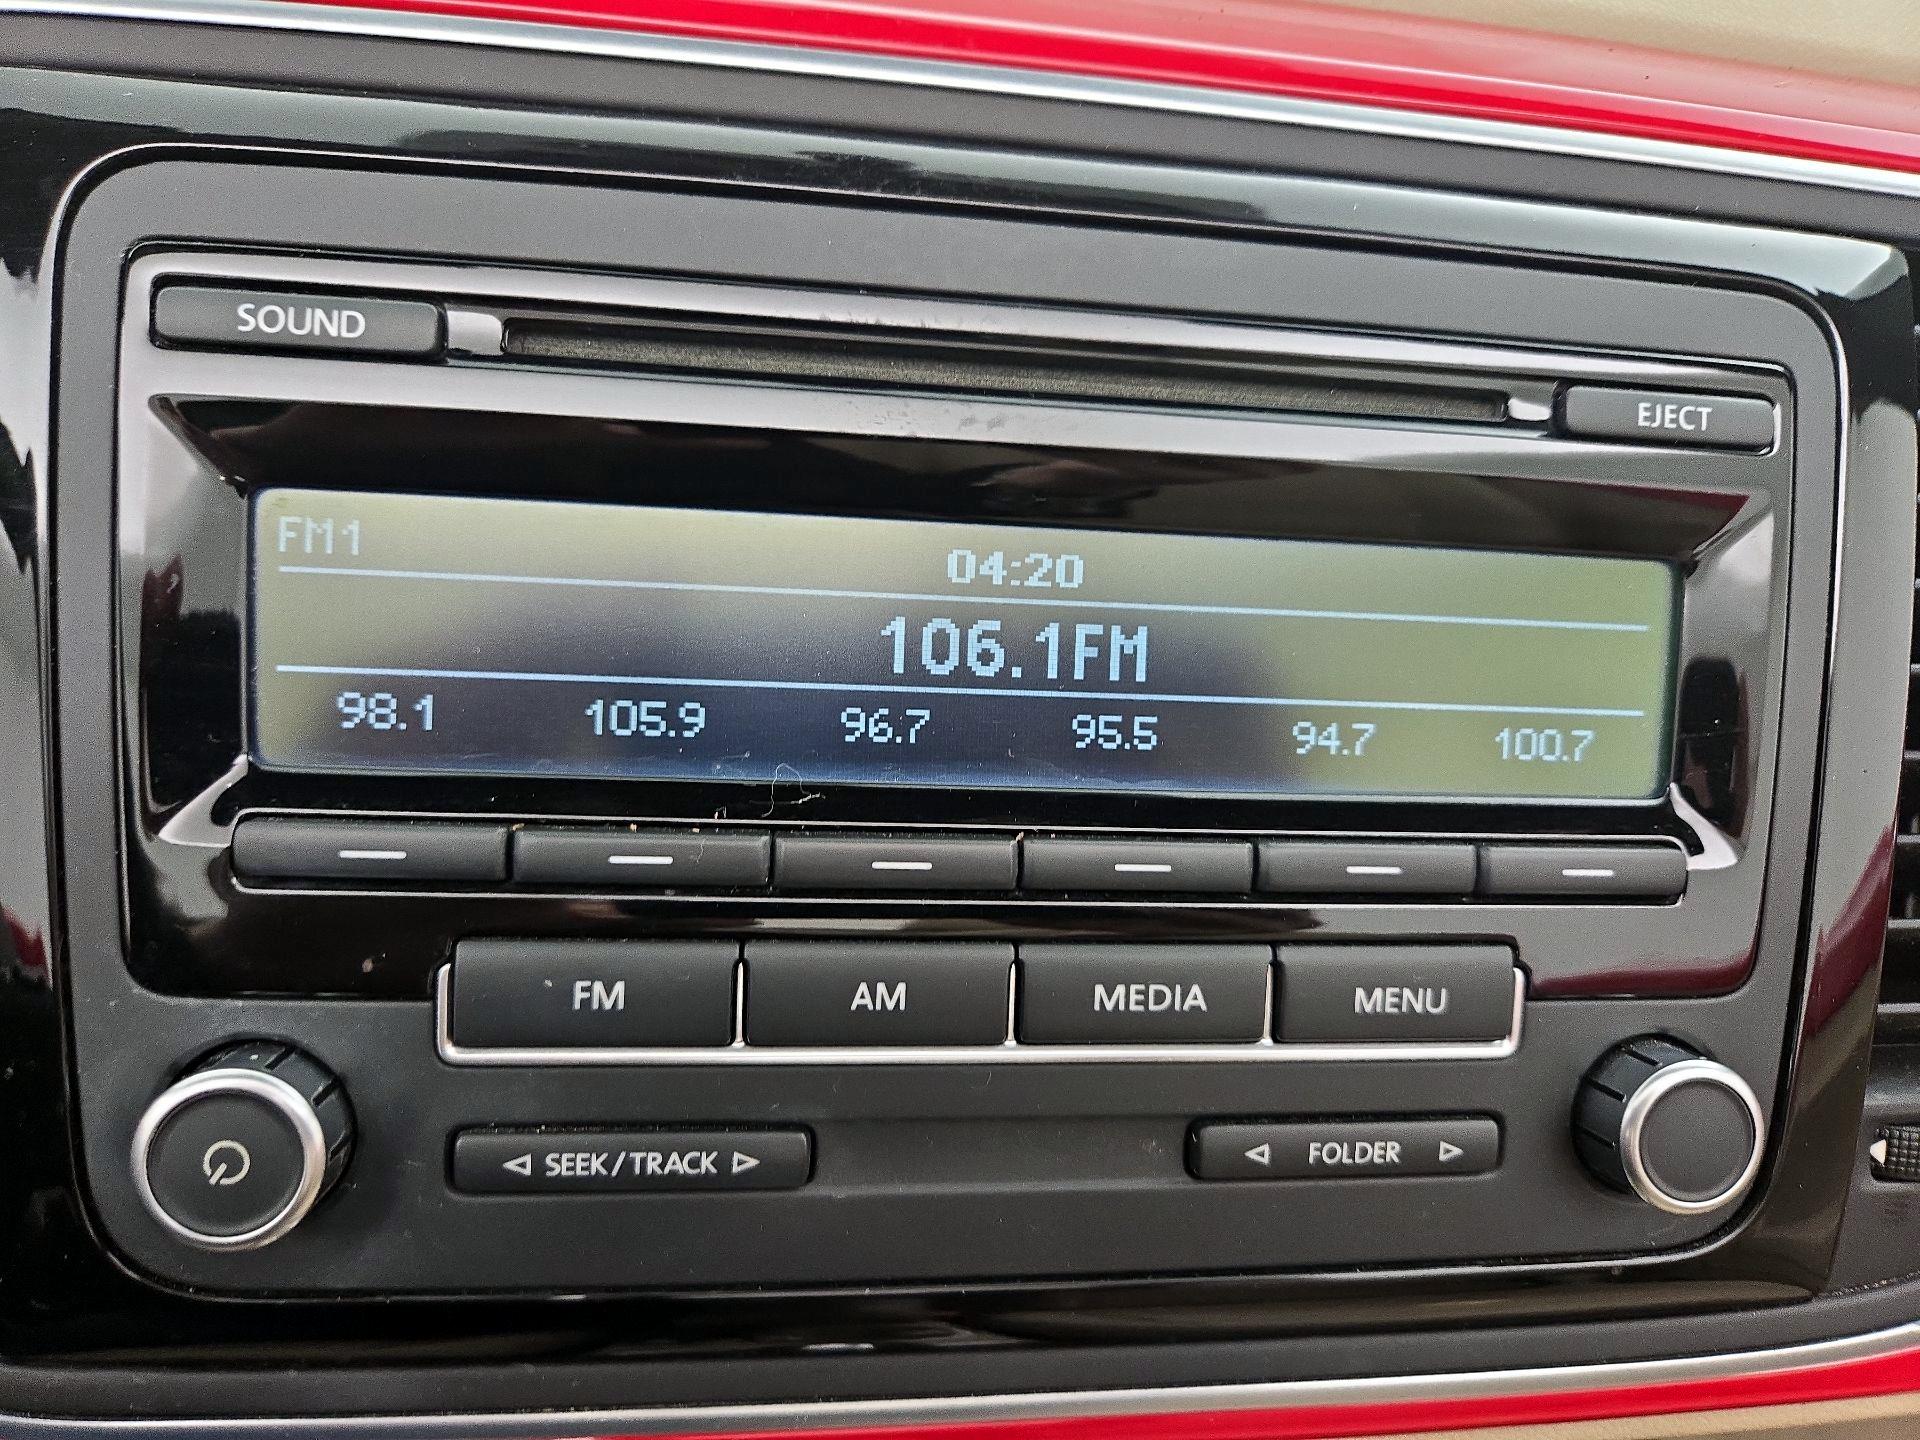 SOUND
EJECT
FM1
04:20
106.1FM
98.1 105.9 96.7 95.5 94.7 100.7
FM AM MEDIA MENU
SEEK/TRACK
FOLDER